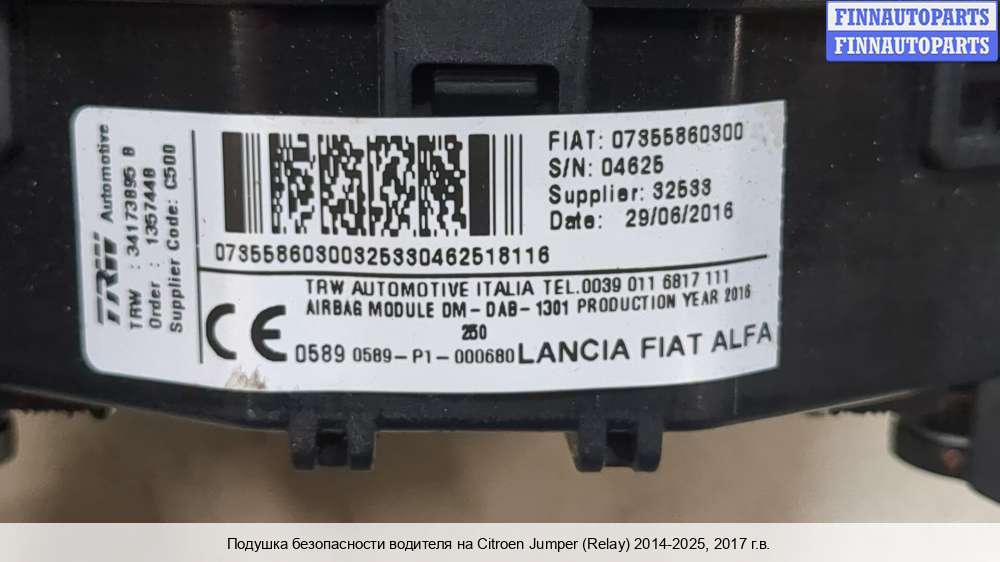 FINNAUTOPARTS
FINNAUTOPARTS
TRW Automotive
TRW : 34173895 B
Order : 1357448
Supplier Code: C500
FIAT: 07355860300
S/N: 04625
Supplier: 32533
Date: 29/06/2016
07355860300325330462518116
TRW AUTOMOTIVE ITALIA TEL.0039 011 6817 111
AIRBAG MODULE DM-DAB-1301 PRODUCTION YEAR 2016
250
CE 0589 0589-P1-000680 LANCIA FIAT ALFA
Подушка безопасности водителя на Citroen Jumper (Relay) 2014-2025, 2017 г.в.